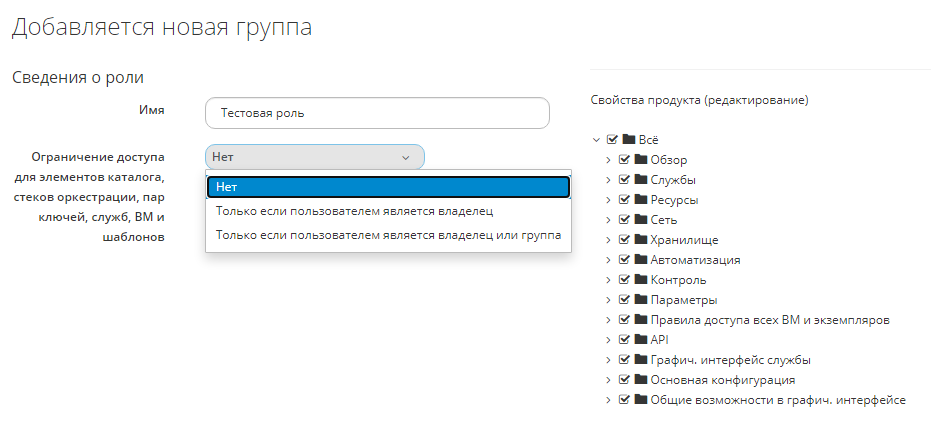 Добавляется новая группа
Сведения о роли
Имя
Тестовая роль
Ограничение доступа
для элементов каталога,
стеков оркестрации, пар
ключей, служб, ВМ и
шаблонов
Нет
Нет
Только если пользователем является владелец
Только если пользователем является владелец или группа
Свойства продукта (редактирование)
Всё
Обзор
Службы
Ресурсы
Сеть
Хранилище
Автоматизация
Контроль
Параметры
Правила доступа всех ВМ и экземпляров
API
Графич. интерфейс службы
Основная конфигурация
Общие возможности в графич. интерфейсе